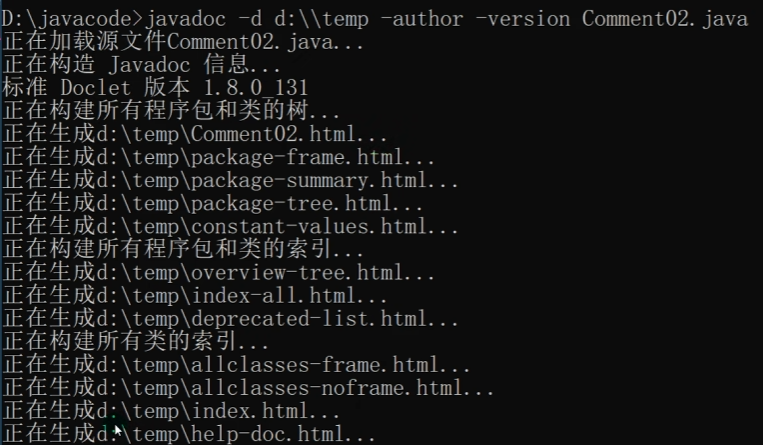 D:\javacode>javadoc -d d:\\temp -author -version Comment02.java
正在加载源文件Comment02.java...
正在构造 Javadoc 信息...
标准 Doclet 版本 1.8.0_131
正在构建所有程序包和类的树...
正在生成d:\temp\Comment02.html...
正在生成d:\temp\package-frame.html...
正在生成d:\temp\package-summary.html...
正在生成d:\temp\package-tree.html...
正在生成d:\temp\constant-values.html...
正在构建所有程序包和类的索引...
正在生成d:\temp\overview-tree.html...
正在生成d:\temp\index-all.html...
正在生成d:\temp\deprecated-list.html...
正在构建所有类的索引...
正在生成d:\temp\allclasses-frame.html...
正在生成d:\temp\allclasses-noframe.html...
正在生成d:\temp\index.html...
正在生成d:\temp\help-doc.html...